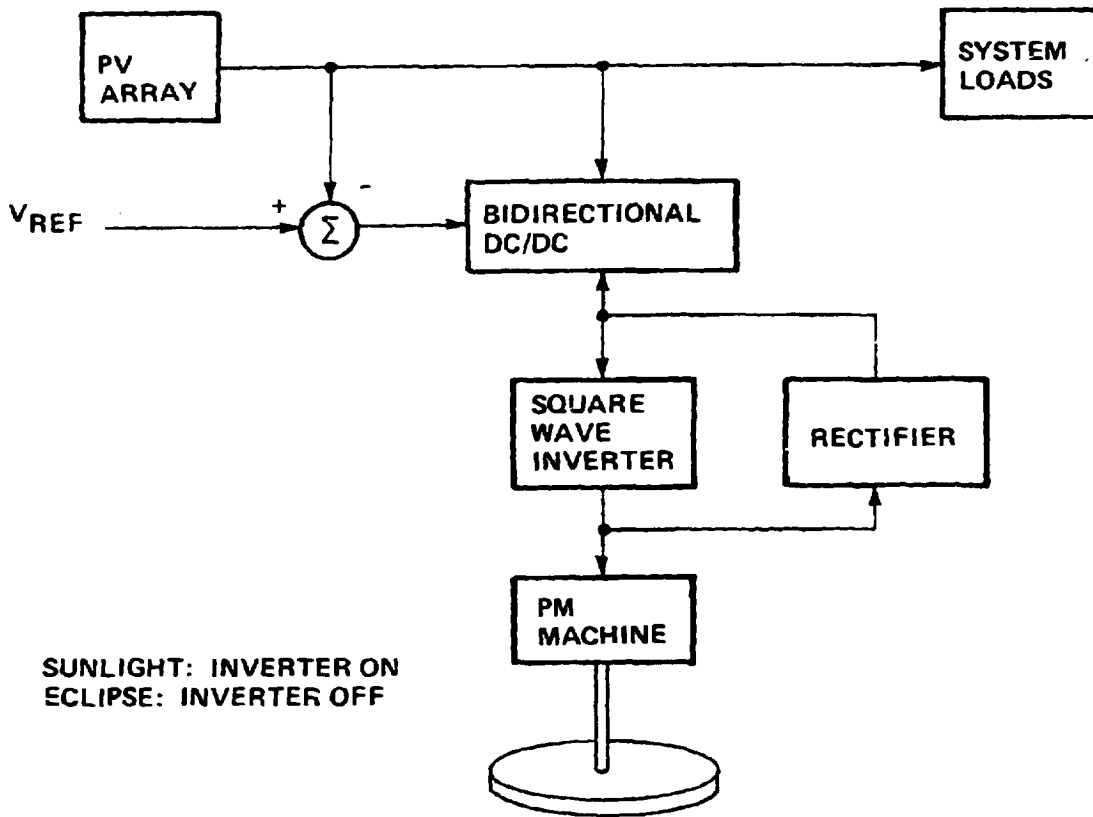 PV
ARRAY
SYSTEM
LOADS
VREF
+
-
Σ
BIDIRECTIONAL
DC/DC
SQUARE
WAVE
INVERTER
RECTIFIER
PM
MACHINE
SUNLIGHT: INVERTER ON
ECLIPSE: INVERTER OFF